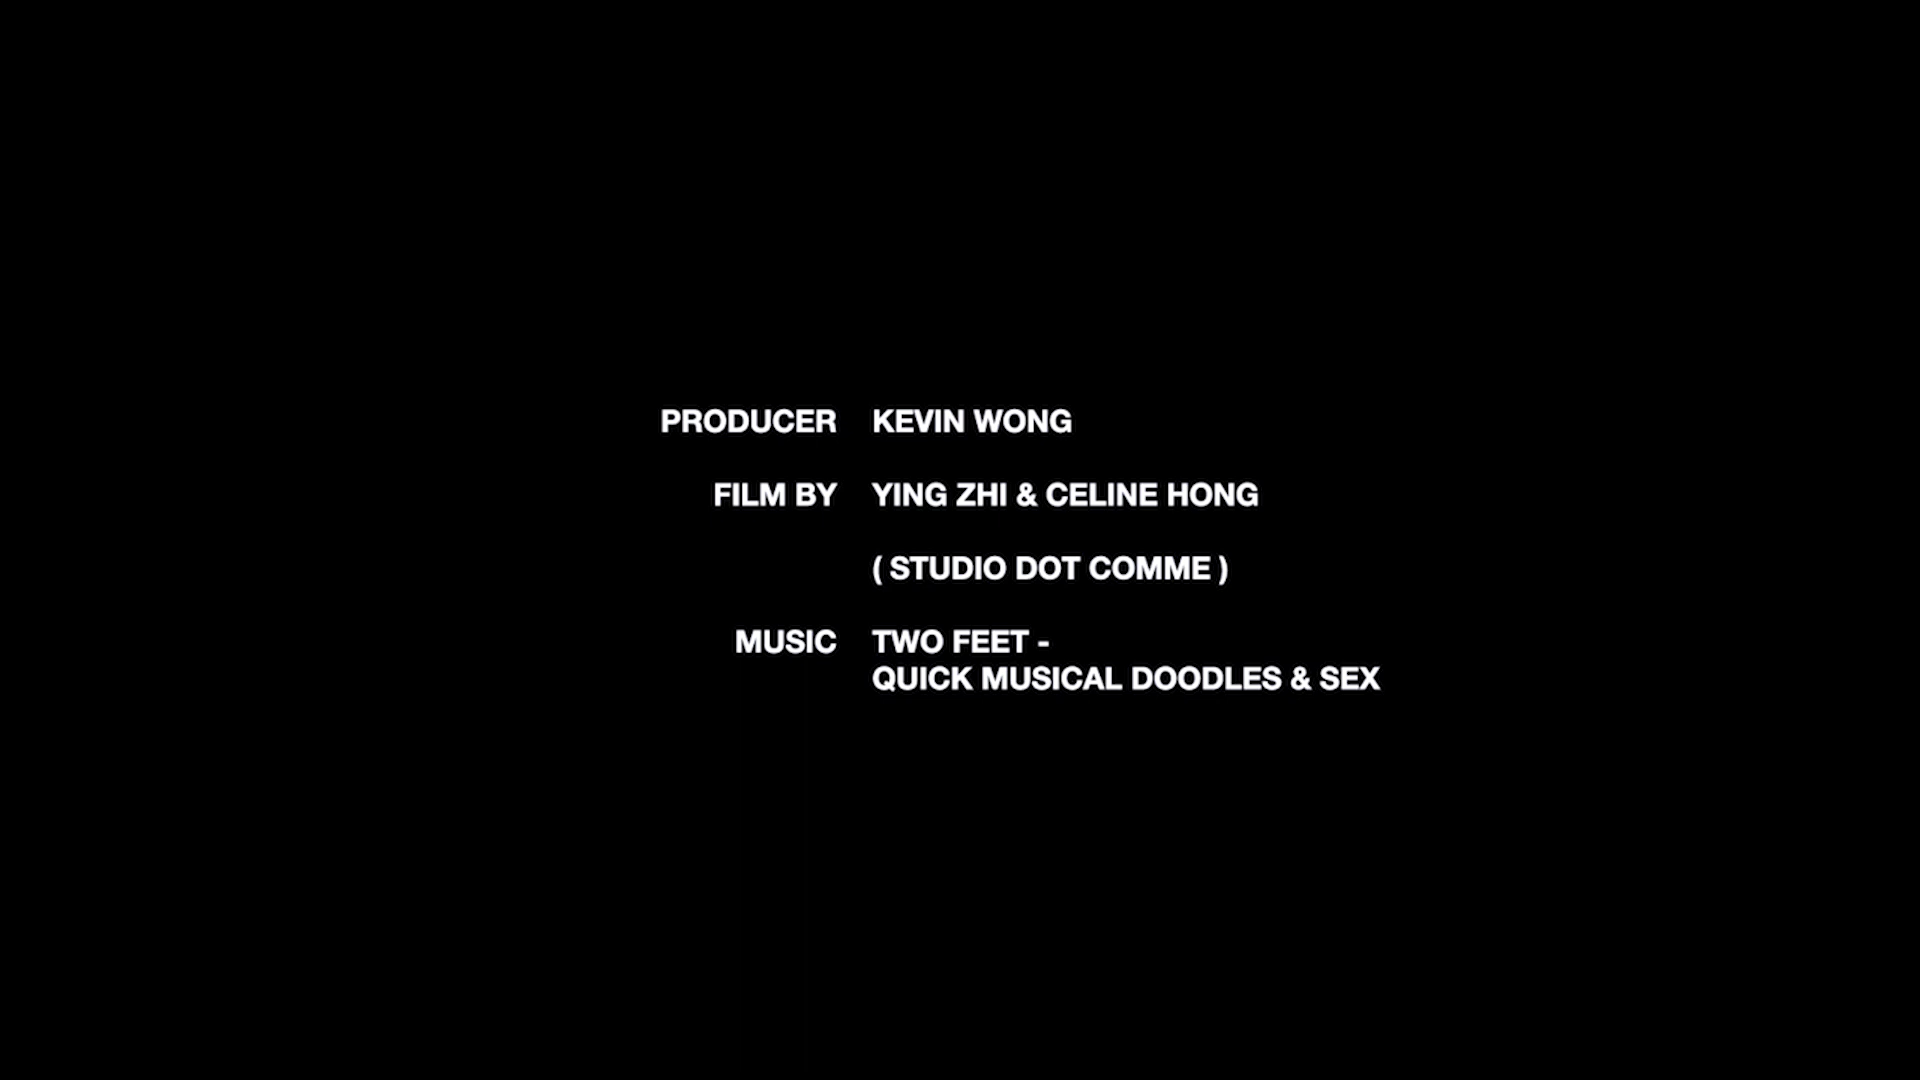 PRODUCER KEVIN WONG
FILM BY YING ZHI & CELINE HONG
( STUDIO DOT COMME )
MUSIC TWO FEET -
QUICK MUSICAL DOODLES & SEX